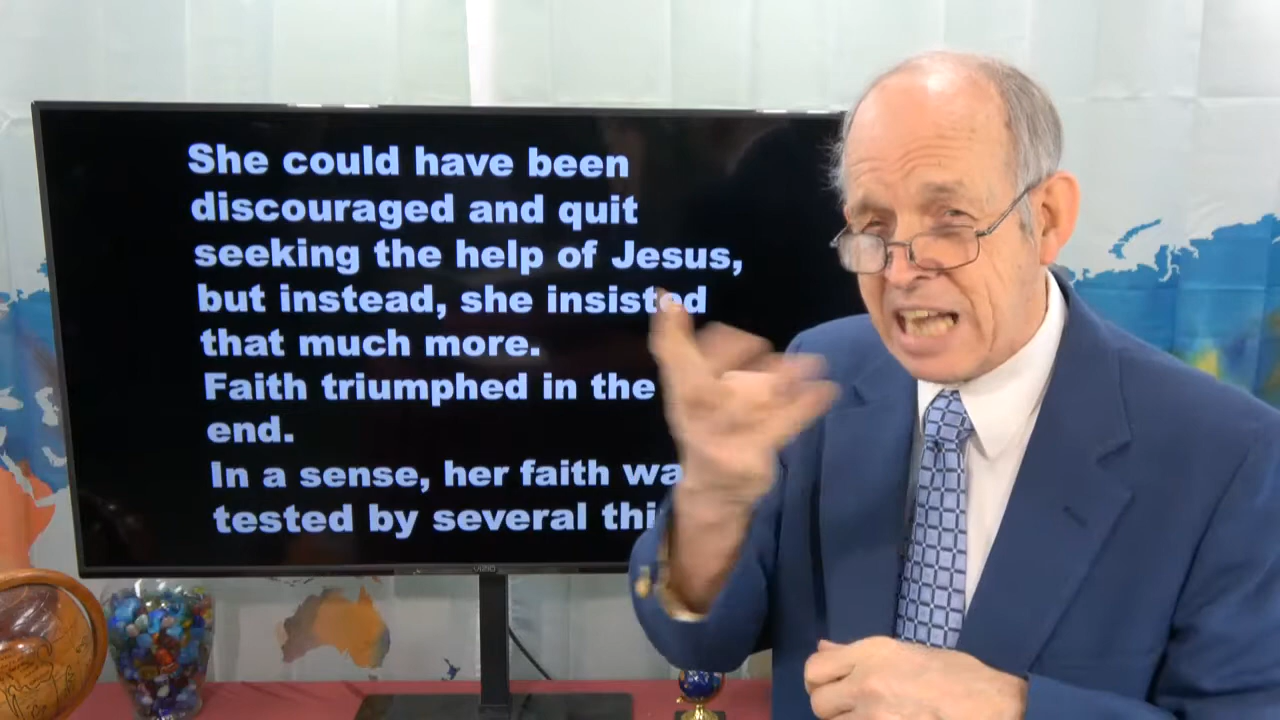 She could have been
discouraged and quit
seeking the help of Jesus,
but instead, she insisted
that much more.
Faith triumphed in the
end.
In a sense, her faith
tested by several
VIZIO